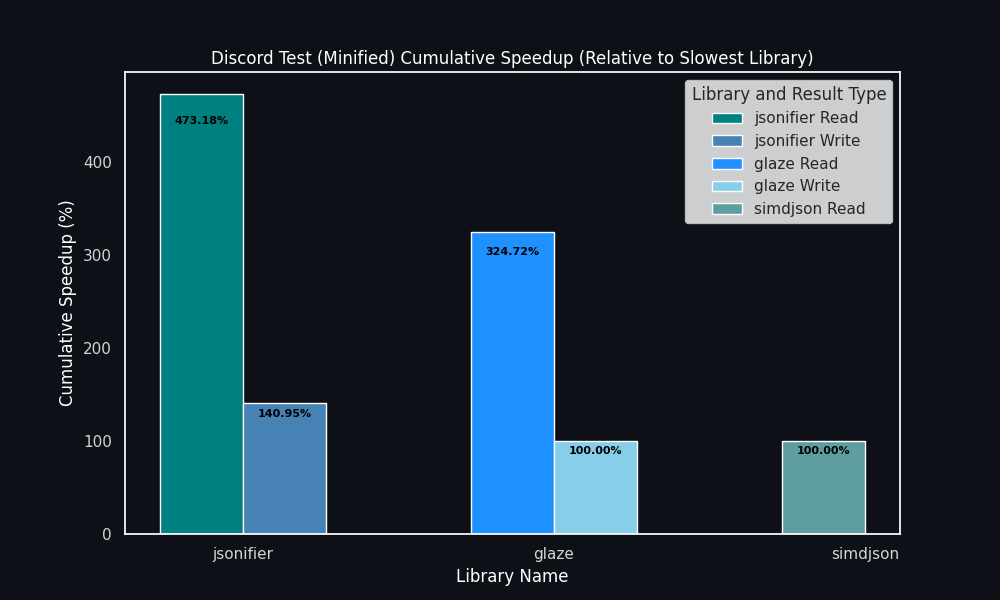 Discord Test (Minified) Cumulative Speedup (Relative to Slowest Library)
Library and Result Type
jsonifier Read
jsonifier Write
glaze Read
glaze Write
simdjson Read
Cumulative Speedup (%)
400
300
200
100
0
473.18%
140.95%
324.72%
100.00%
100.00%
jsonifier
glaze
simdjson
Library Name